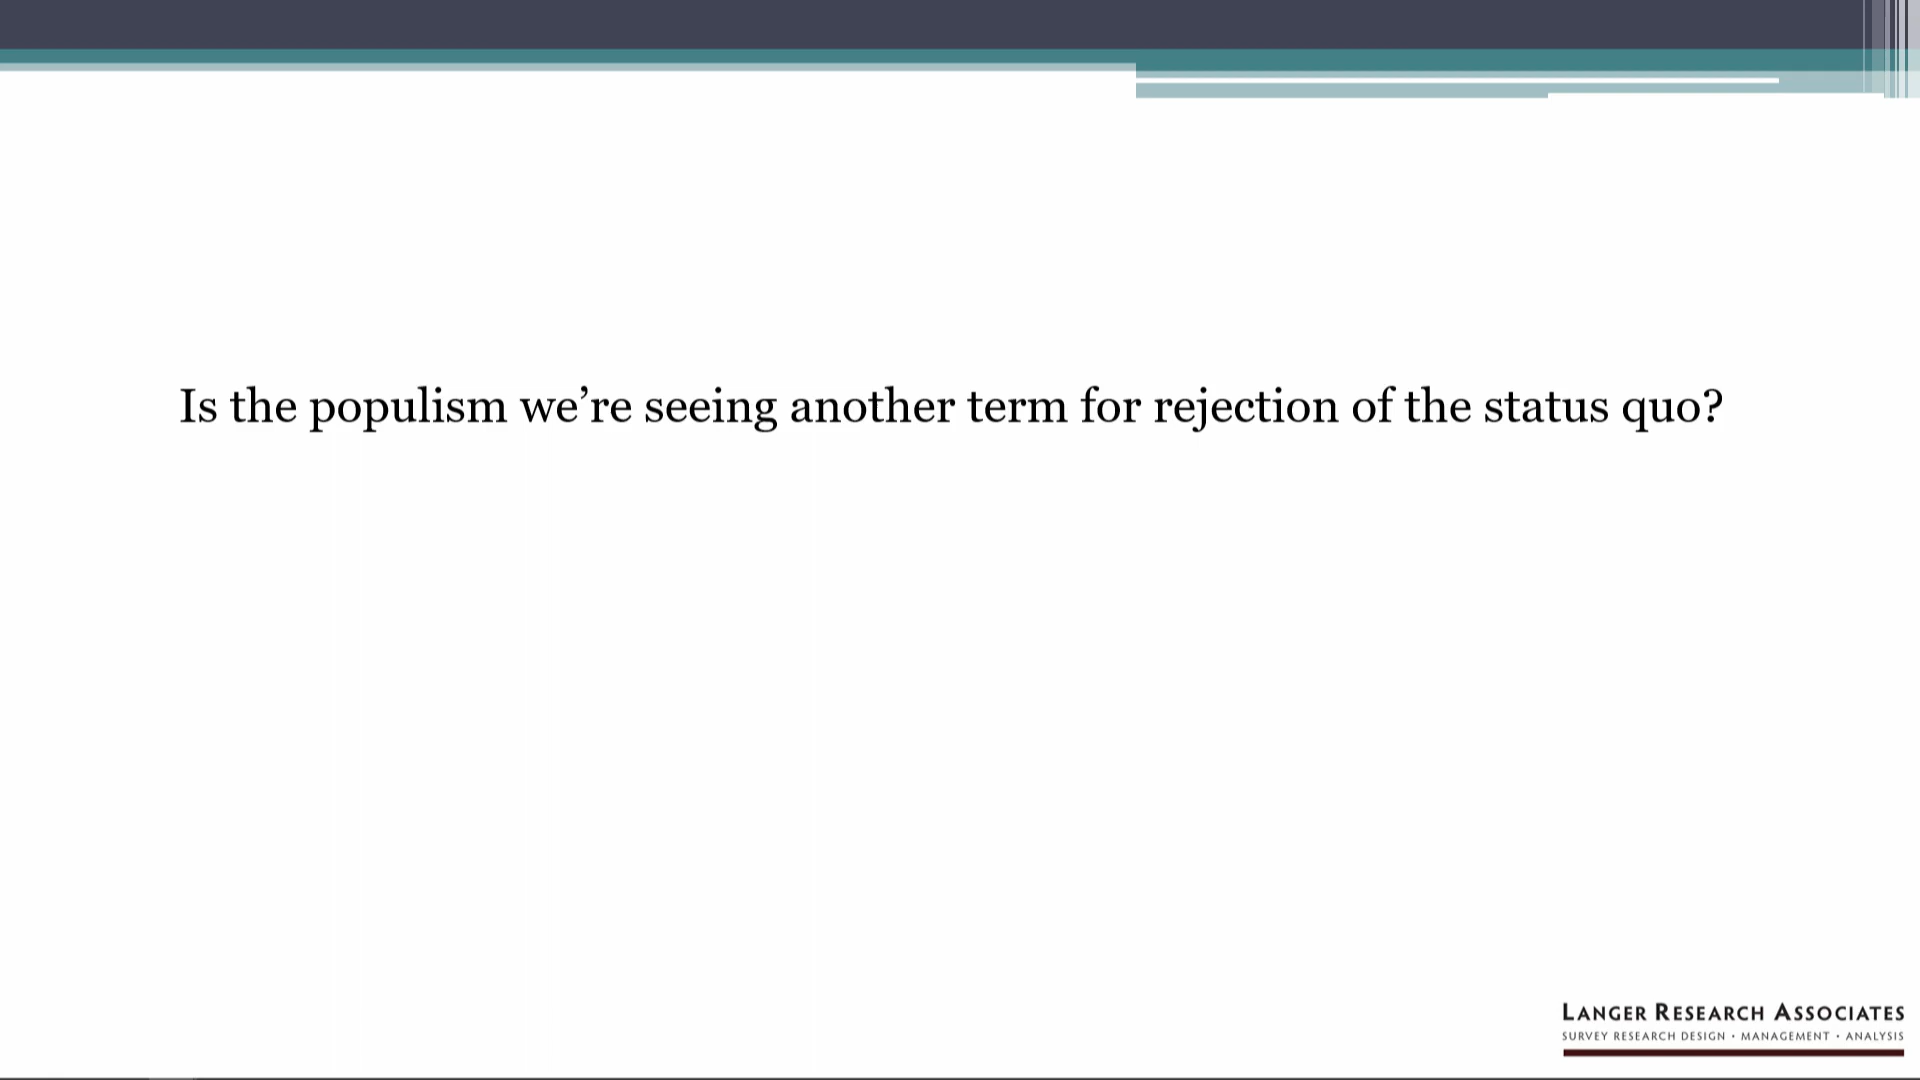 Is the populism we’re seeing another term for rejection of the status quo?
LANGER RESEARCH ASSOCIATES
SURVEY RESEARCH DESIGN • MANAGEMENT • ANALYSIS